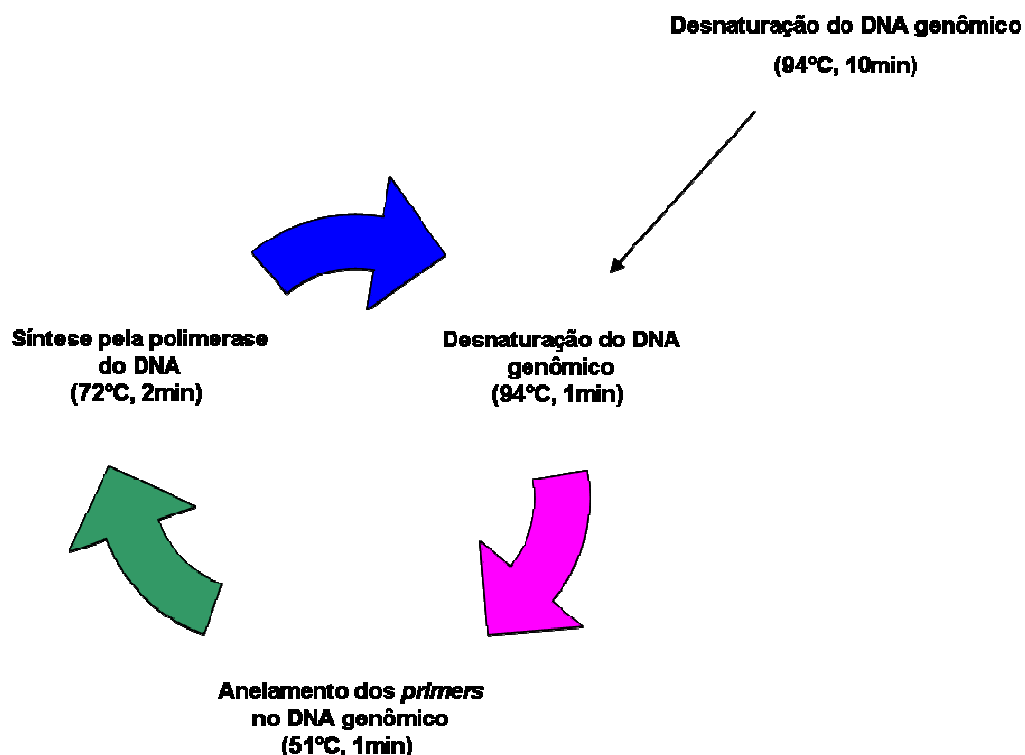 Desnaturação do DNA genômico
(94ºC, 10min)
Síntese pela polimerase
do DNA
(72ºC, 2min)
Desnaturação do DNA
genômico
(94ºC, 1min)
Anelamento dos primers
no DNA genômico
(51ºC, 1min)